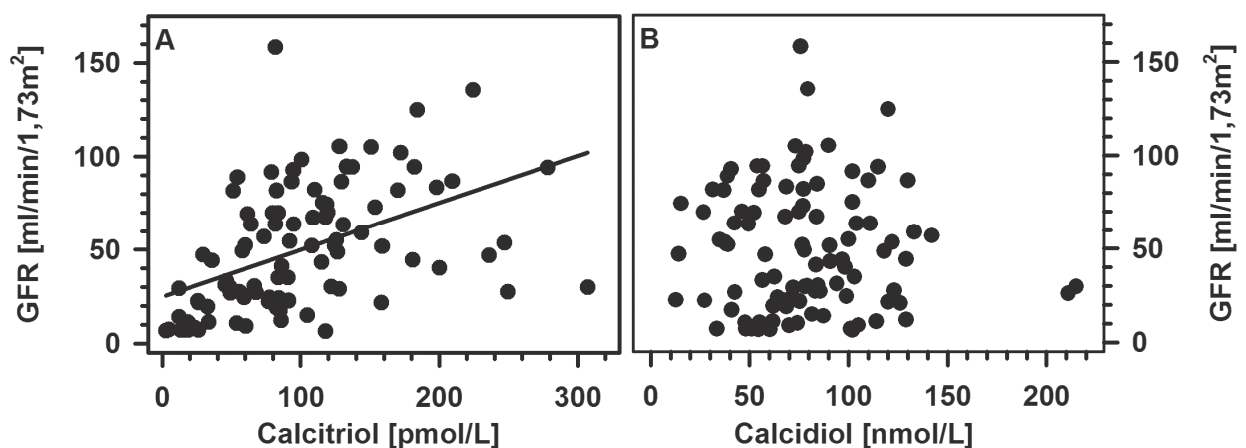 A
B
GFR [ml/min/1,73m²]
150
100
50
0
0 100 200 300
Calcitriol [pmol/L]
150
100
50
0
0 50 100 150 200
Calcidiol [nmol/L]
GFR [ml/min/1,73m²]